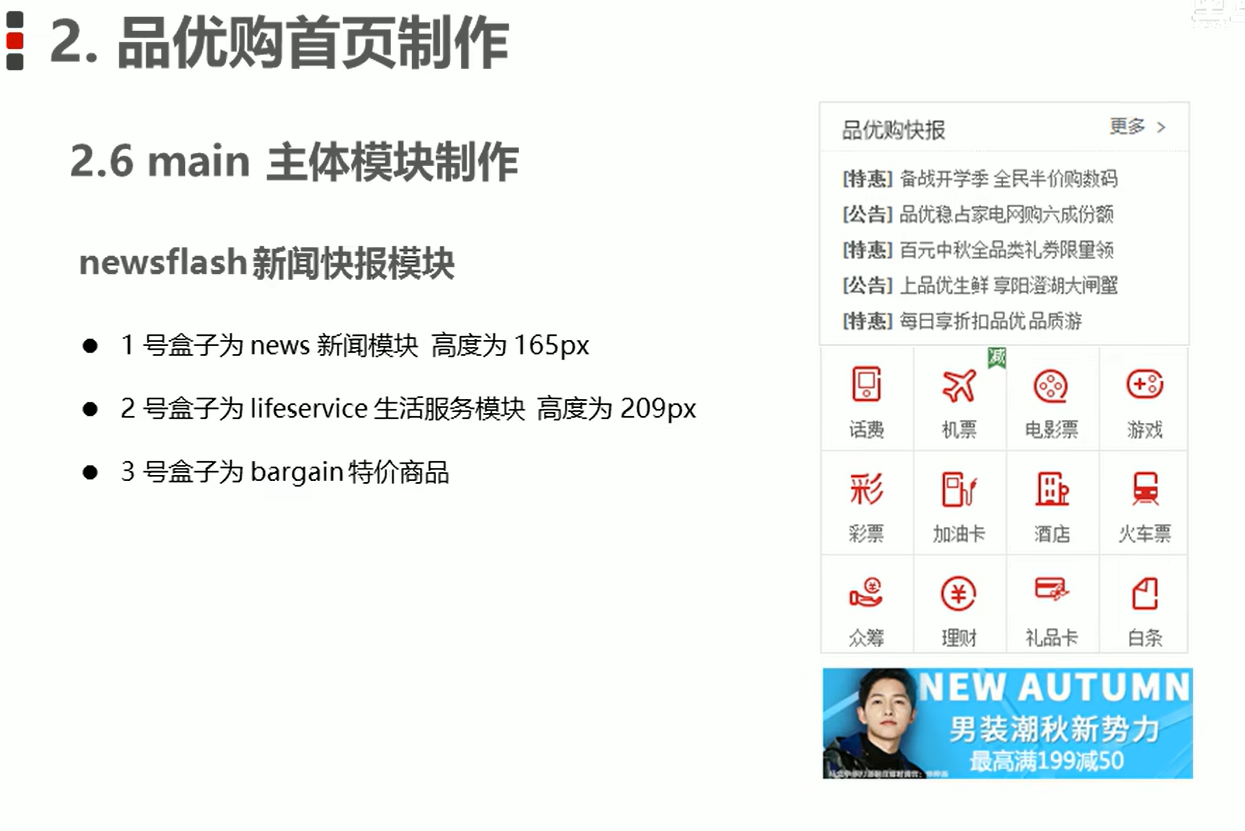 2. 品优购首页制作
2.6 main 主体模块制作
newsflash新闻快报模块
● 1 号盒子为 news 新闻模块 高度为 165px
● 2 号盒子为 lifeservice 生活服务模块 高度为 209px
● 3 号盒子为 bargain特价商品
品优购快报 更多 >
[特惠] 备战开学季 全民半价购数码
[公告] 品优稳占家电网购六成份额
[特惠] 百元中秋全品类礼券限量领
[公告] 上品优生鲜 享阳澄湖大闸蟹
[特惠] 每日享折扣品优品质游
减
话费 机票 电影票 游戏
彩
彩票 加油卡 酒店 火车票
众筹 理财 礼品卡 白条
NEW AUTUMN
男装潮秋新势力
最高满199减50